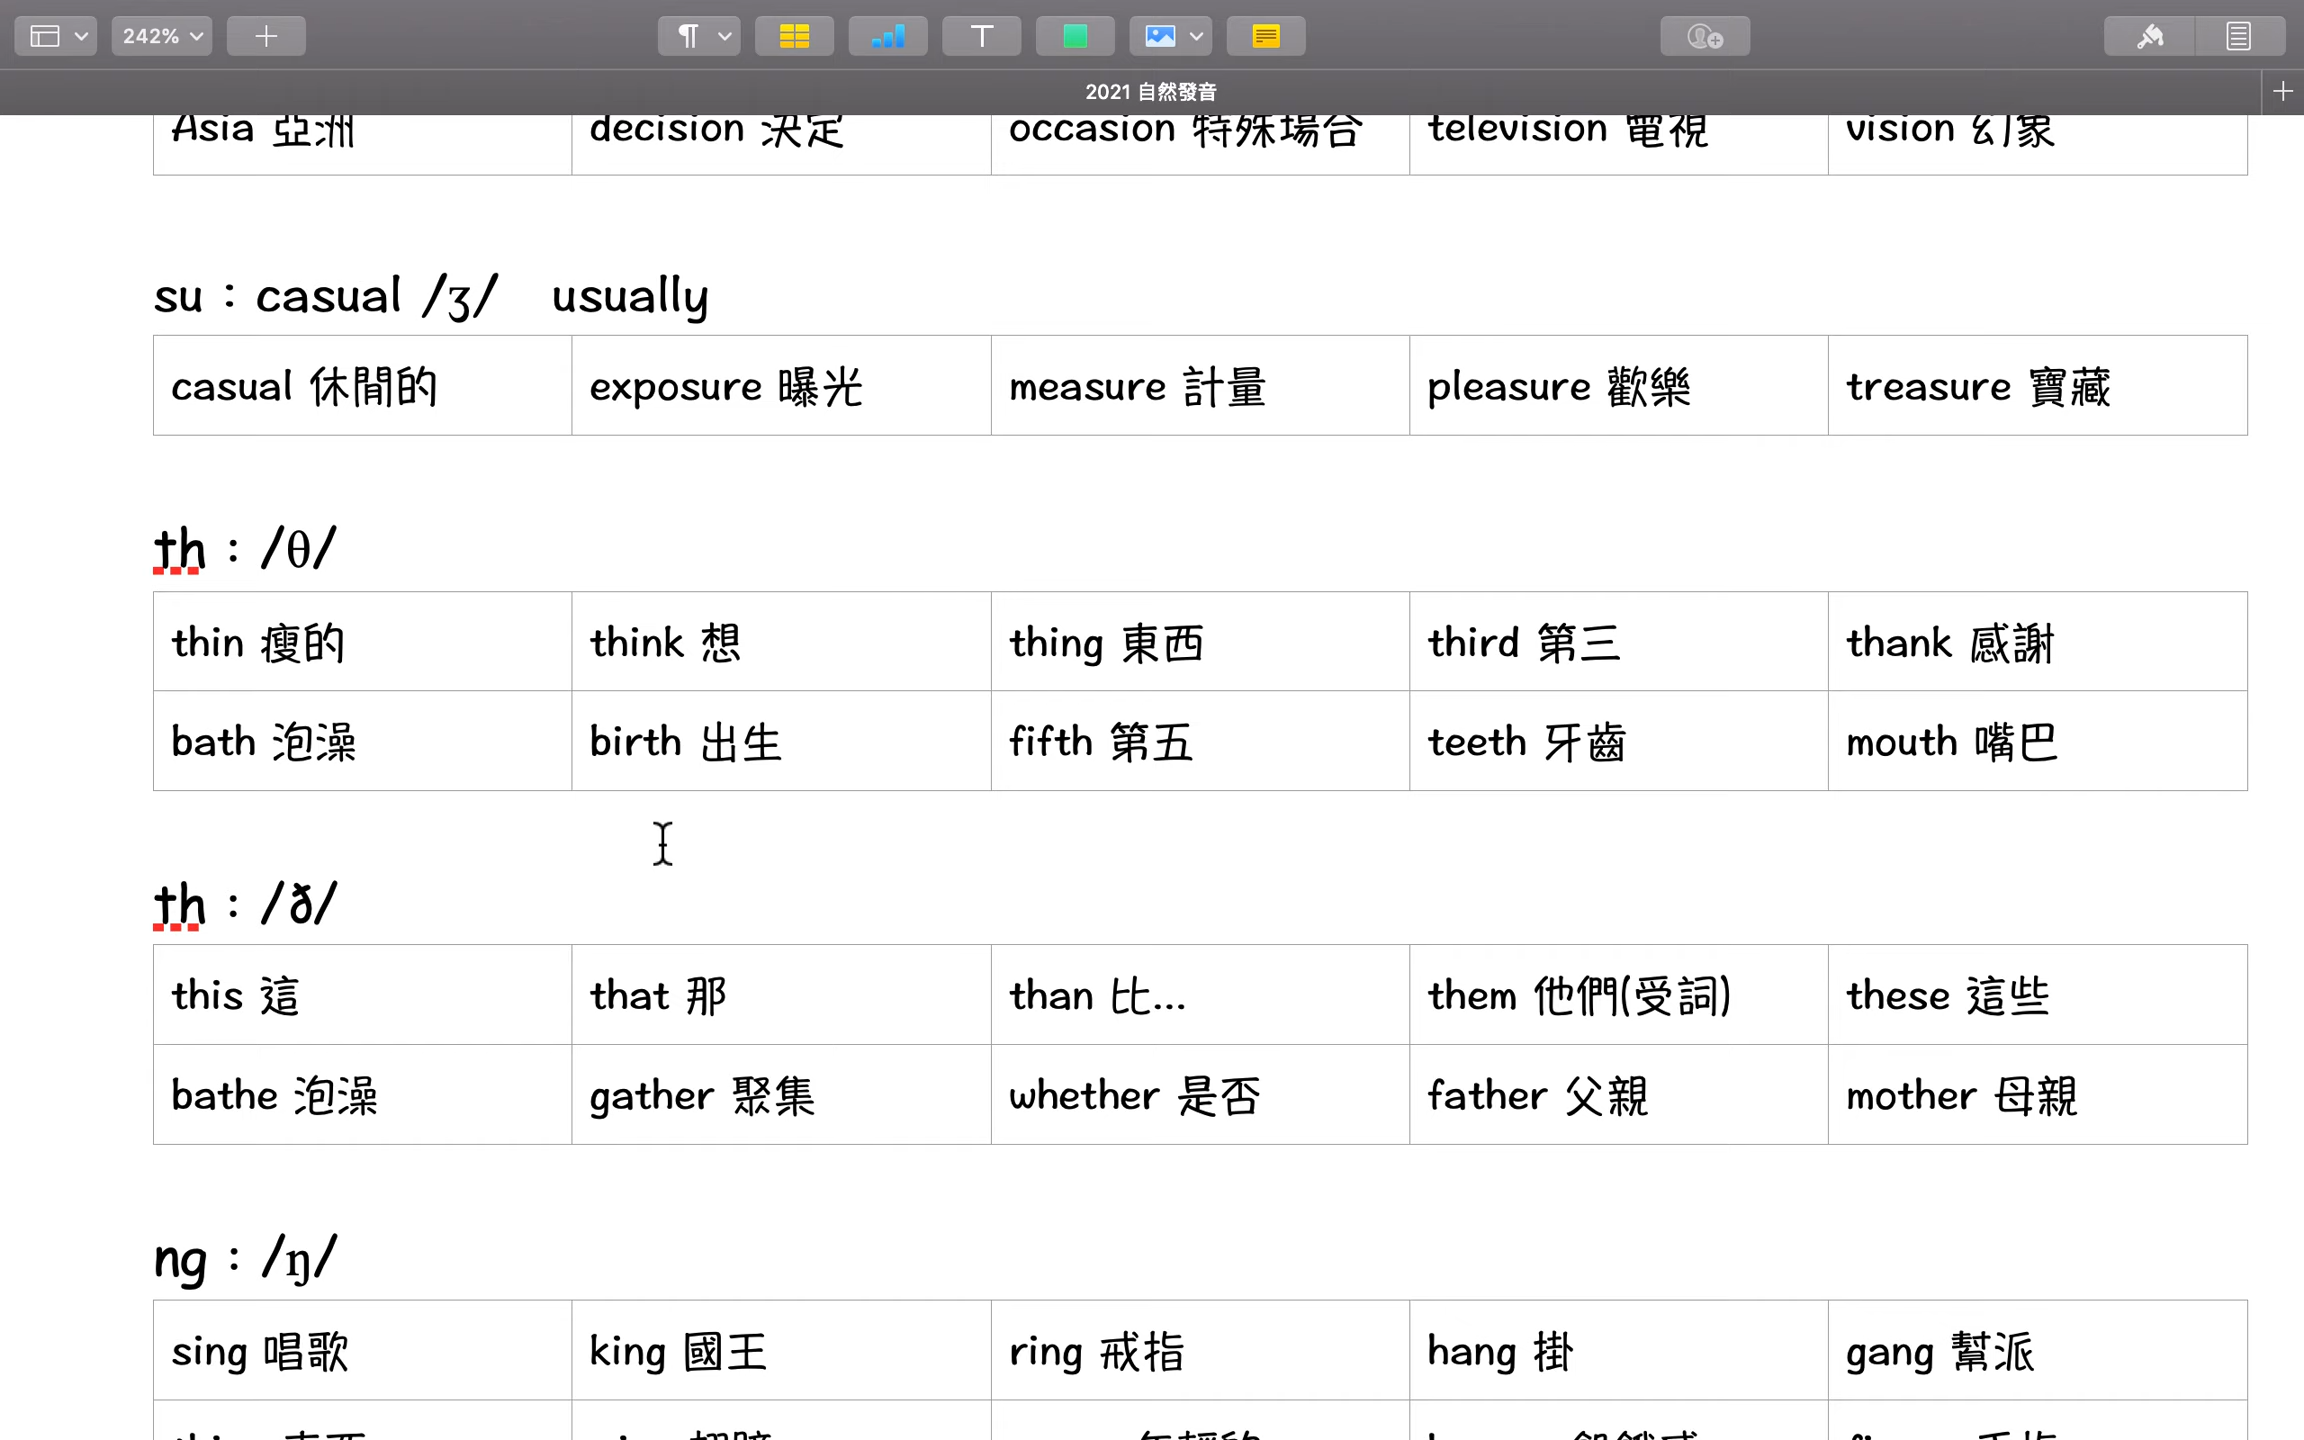 242%
2021 自然發音
Asia 亞洲 decision 決定 occasion 特殊場合 television 電視 vision 幻象
su：casual /ʒ/ usually
casual 休閒的 exposure 曝光 measure 計量 pleasure 歡樂 treasure 寶藏
th：/θ/
thin 瘦的 think 想 thing 東西 third 第三 thank 感謝
bath 泡澡 birth 出生 fifth 第五 teeth 牙齒 mouth 嘴巴
th：/ð/
this 這 that 那 than 比... them 他們(受詞) these 這些
bathe 泡澡 gather 聚集 whether 是否 father 父親 mother 母親
ng：/ŋ/
sing 唱歌 king 國王 ring 戒指 hang 掛 gang 幫派